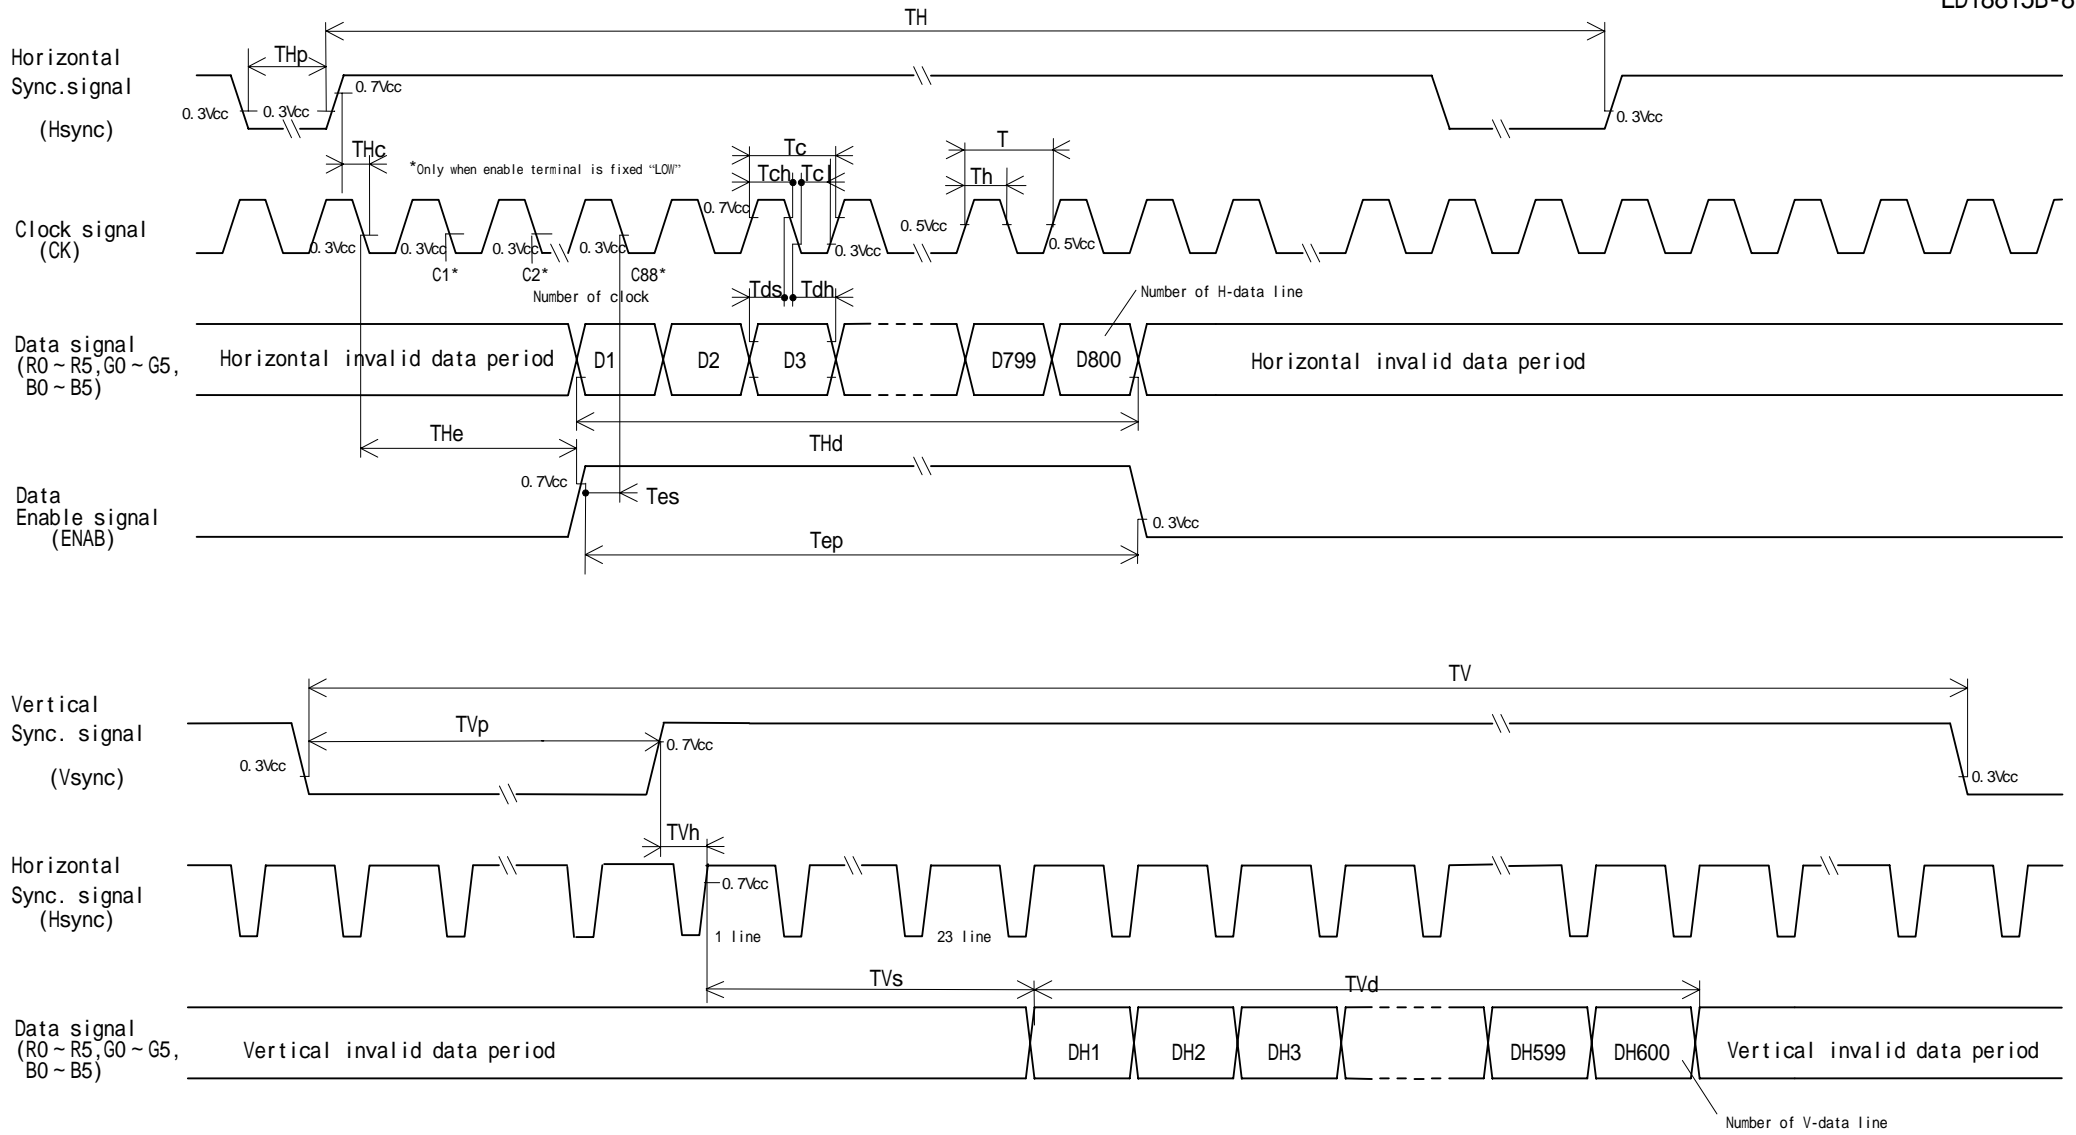 TH
Horizontal
Sync.signal
(Hsync)
THp
0.7Vcc
0.3Vcc
0.3Vcc
0.3Vcc
THc
*Only when enable terminal is fixed “LOW”
Tc
Tch
Tcl
T
Th
Clock signal
(CK)
0.7Vcc
0.5Vcc
0.3Vcc
0.3Vcc
0.3Vcc
0.3Vcc
0.3Vcc
0.5Vcc
C1*
C2*
C88*
Number of clock
Tds
Tdh
Number of H-data line
Data signal
(R0~R5,G0~G5,
B0~B5)
Horizontal invalid data period
D1
D2
D3
D799
D800
Horizontal invalid data period
THe
THd
0.7Vcc
Tes
Data
Enable signal
(ENAB)
0.3Vcc
Tep
TV
Vertical
Sync. signal
(Vsync)
TVp
0.7Vcc
0.3Vcc
0.3Vcc
TVh
Horizontal
Sync. signal
(Hsync)
0.7Vcc
1 line
23 line
TVs
TVd
Data signal
(R0~R5,G0~G5,
B0~B5)
Vertical invalid data period
DH1
DH2
DH3
DH599
DH600
Vertical invalid data period
Number of V-data line